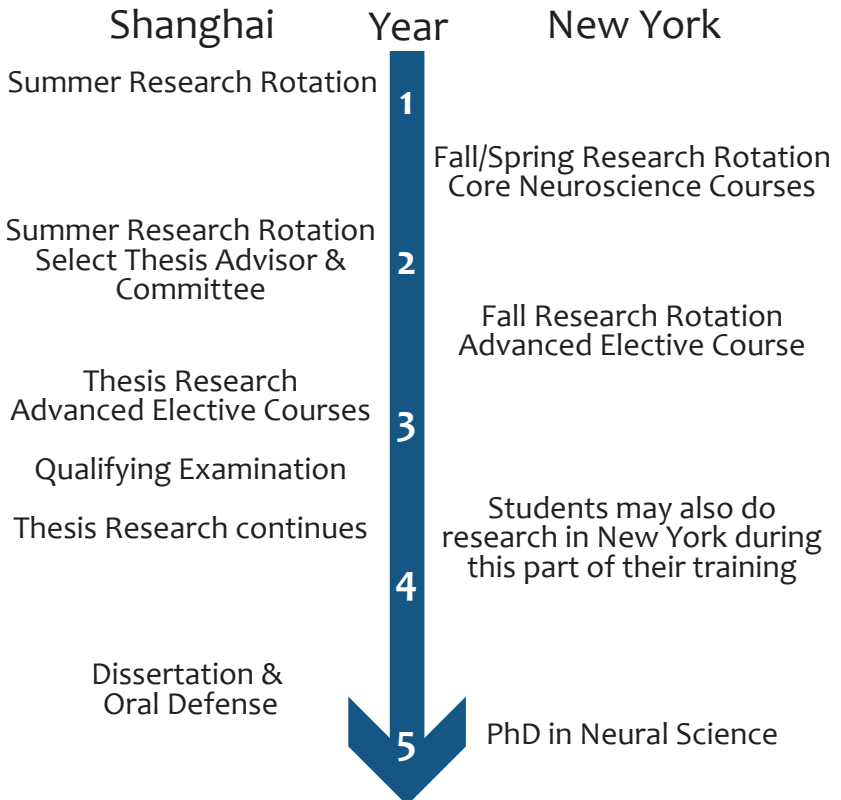 Shanghai Year New York
Summer Research Rotation
1
Fall/Spring Research Rotation
Core Neuroscience Courses
Summer Research Rotation
Select Thesis Advisor &
Committee
2
Fall Research Rotation
Advanced Elective Course
Thesis Research
Advanced Elective Courses
3
Qualifying Examination
Thesis Research continues
Students may also do
research in New York during
this part of their training
4
Dissertation &
Oral Defense
5
PhD in Neural Science